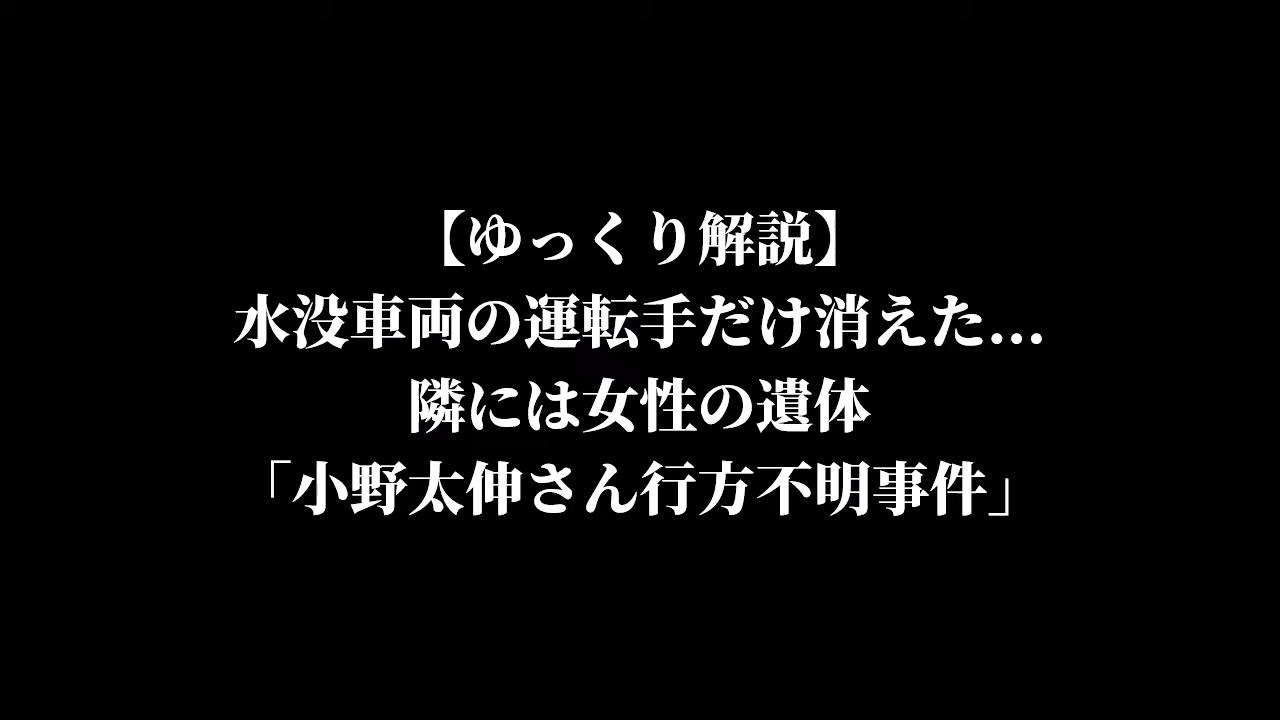 【ゆっくり解説】
水没車両の運転手だけ消えた...
隣には女性の遺体
「小野太伸さん行方不明事件」